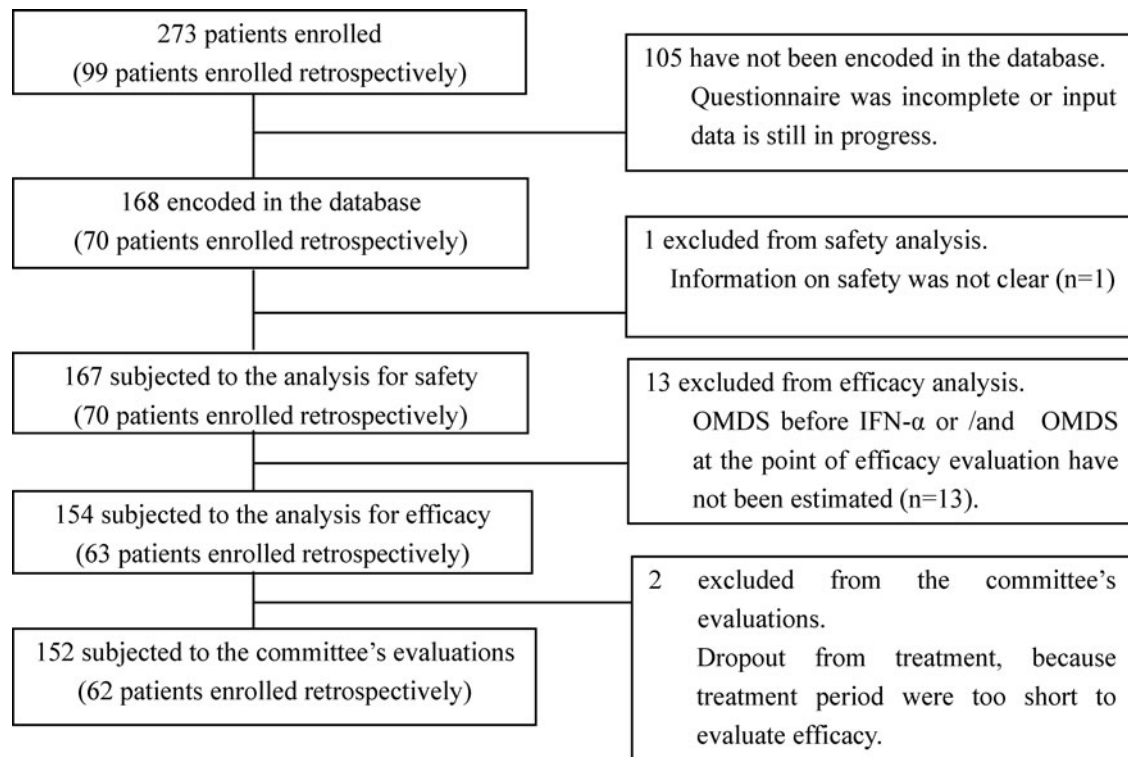 273 patients enrolled
(99 patients enrolled retrospectively)
105 have not been encoded in the database.
Questionnaire was incomplete or input
data is still in progress.
168 encoded in the database
(70 patients enrolled retrospectively)
1 excluded from safety analysis.
Information on safety was not clear (n=1)
167 subjected to the analysis for safety
(70 patients enrolled retrospectively)
13 excluded from efficacy analysis.
OMDS before IFN-α or /and OMDS
at the point of efficacy evaluation have
not been estimated (n=13).
154 subjected to the analysis for efficacy
(63 patients enrolled retrospectively)
2 excluded from the committee's
evaluations.
Dropout from treatment, because
treatment period were too short to
evaluate efficacy.
152 subjected to the committee's evaluations
(62 patients enrolled retrospectively)